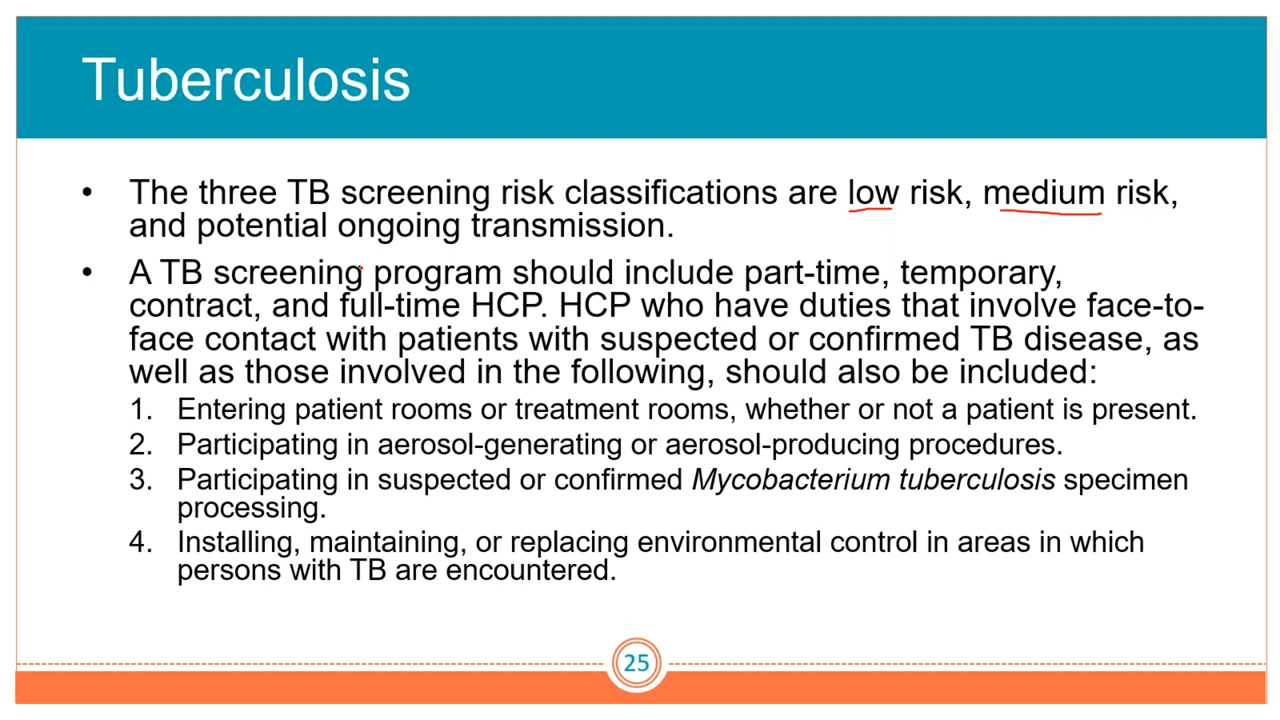 Tuberculosis
• The three TB screening risk classifications are low risk, medium risk,
and potential ongoing transmission.
• A TB screening program should include part-time, temporary,
contract, and full-time HCP. HCP who have duties that involve face-to-
face contact with patients with suspected or confirmed TB disease, as
well as those involved in the following, should also be included:
1. Entering patient rooms or treatment rooms, whether or not a patient is present.
2. Participating in aerosol-generating or aerosol-producing procedures.
3. Participating in suspected or confirmed Mycobacterium tuberculosis specimen
processing.
4. Installing, maintaining, or replacing environmental control in areas in which
persons with TB are encountered.
25